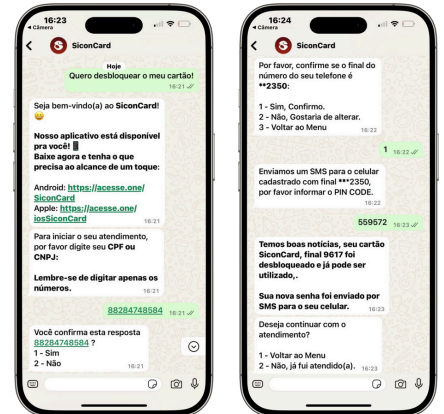 16:23
◂ Câmera
SiconCard
Hoje
Quero desbloquear o meu cartão!
16:21
Seja bem-vindo(a) ao SiconCard!
😀
Nosso aplicativo está disponível
pra você! 📱
Baixe agora e tenha o que
precisa ao alcance de um toque:
Android: https://acesse.one/
SiconCard
Apple: https://acesse.one/
iosSiconCard
16:21
Para iniciar o seu atendimento,
por favor digite seu CPF ou
CNPJ:
Lembre-se de digitar apenas os
números.
16:21
88284748584
16:21
Você confirma esta resposta
88284748584 ?
1 - Sim
2 - Não
16:21
16:24
◂ Câmera
SiconCard
Por favor, confirme se o final do
número do seu telefone é
**2350:
1 - Sim, Confirmo.
2 - Não, Gostaria de alterar.
3 - Voltar ao Menu
16:22
1
16:22
Enviamos um SMS para o celular
cadastrado com final ***2350,
por favor informar o PIN CODE.
16:22
559572
16:23
Temos boas notícias, seu cartão
SiconCard, final 9617 foi
desbloqueado e já pode ser
utilizado,.
Sua nova senha foi enviado por
SMS para o seu celular.
16:23
Deseja continuar com o
atendimento?
1 - Voltar ao Menu
2 - Não, já fui atendido(a).
16:23